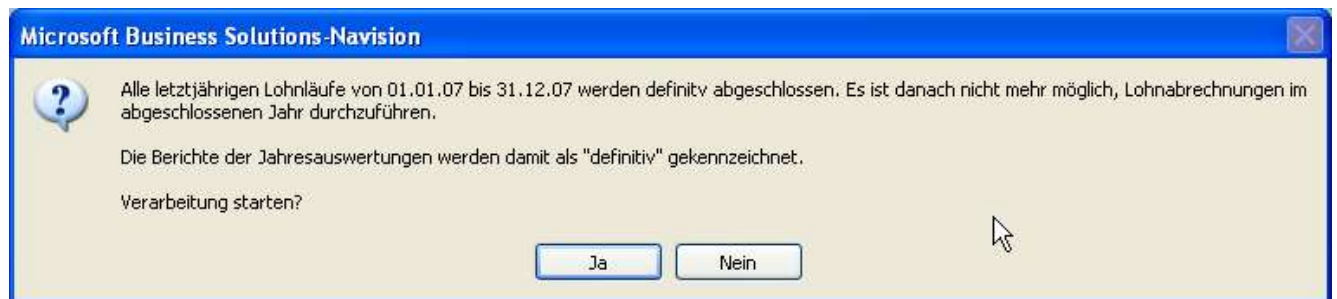 Microsoft Business Solutions-Navision
Alle letztjährigen Lohnläufe von 01.01.07 bis 31.12.07 werden definitv abgeschlossen. Es ist danach nicht mehr möglich, Lohnabrechnungen im
abgeschlossenen Jahr durchzuführen.
Die Berichte der Jahresauswertungen werden damit als "definitiv" gekennzeichnet.
Verarbeitung starten?
Ja Nein